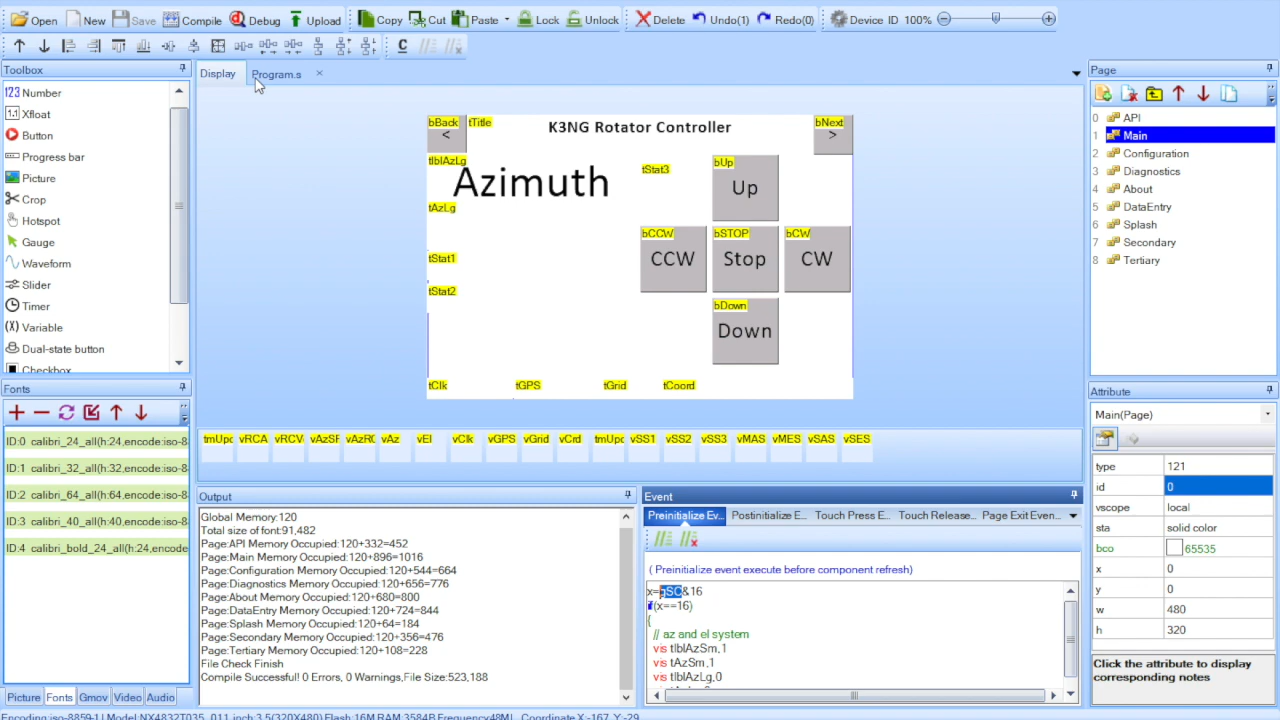 Open New Save Compile Debug Upload Copy Cut Paste Lock Unlock Delete Undo(1) Redo(0) Device ID 100%
Toolbox
123 Number
Xfloat
Button
Progress bar
Picture
Crop
Hotspot
Gauge
Waveform
Slider
Timer
(X) Variable
Dual-state button
Checkbox
Fonts
ID:0 calibri_24_all(h:24,encode:iso-8
ID:1 calibri_32_all(h:32,encode:iso-8
ID:2 calibri_64_all(h:64,encode:iso-8
ID:3 calibri_40_all(h:40,encode:iso-8
ID:4 calibri_bold_24_all(h:24,encode
Picture Fonts Gmov Video Audio
Display Program.s
bBack tTitle K3NG Rotator Controller bNext
< >
tlblAzLg
Azimuth tStat3
bUp
Up
tAzLg
bCCW bSTOP bCW
CCW Stop CW
tStat1
tStat2
bDown
Down
tClk tGPS tGrid tCoord
tmUpc vRCA vRCV vAzSF vAzRC vAz vEl vClk vGPS vGrid vCrd tmUpc vSS1 vSS2 vSS3 vMAS vMES vSAS vSES
Output
Global Memory:120
Total size of font:91,482
Page:API Memory Occupied:120+332=452
Page:Main Memory Occupied:120+896=1016
Page:Configuration Memory Occupied:120+544=664
Page:Diagnostics Memory Occupied:120+656=776
Page:About Memory Occupied:120+680=800
Page:DataEntry Memory Occupied:120+724=844
Page:Splash Memory Occupied:120+64=184
Page:Secondary Memory Occupied:120+356=476
Page:Tertiary Memory Occupied:120+108=228
File Check Finish
Compile Successful! 0 Errors, 0 Warnings,File Size:523,188
Event
Preinitialize Ev... Postinitialize E... Touch Press E... Touch Release... Page Exit Even...
( Preinitialize event execute before component refresh)
&16
(x==16)
{
// az and el system
vis tlblAzSm,1
vis tAzSm,1
vis tlblAzLg,0
Page
0 API
1 Main
2 Configuration
3 Diagnostics
4 About
5 DataEntry
6 Splash
7 Secondary
8 Tertiary
Attribute
Main(Page)
type 121
id 0
vscope local
sta solid color
bco 65535
x 0
y 0
w 480
h 320
Click the attribute to display
corresponding notes